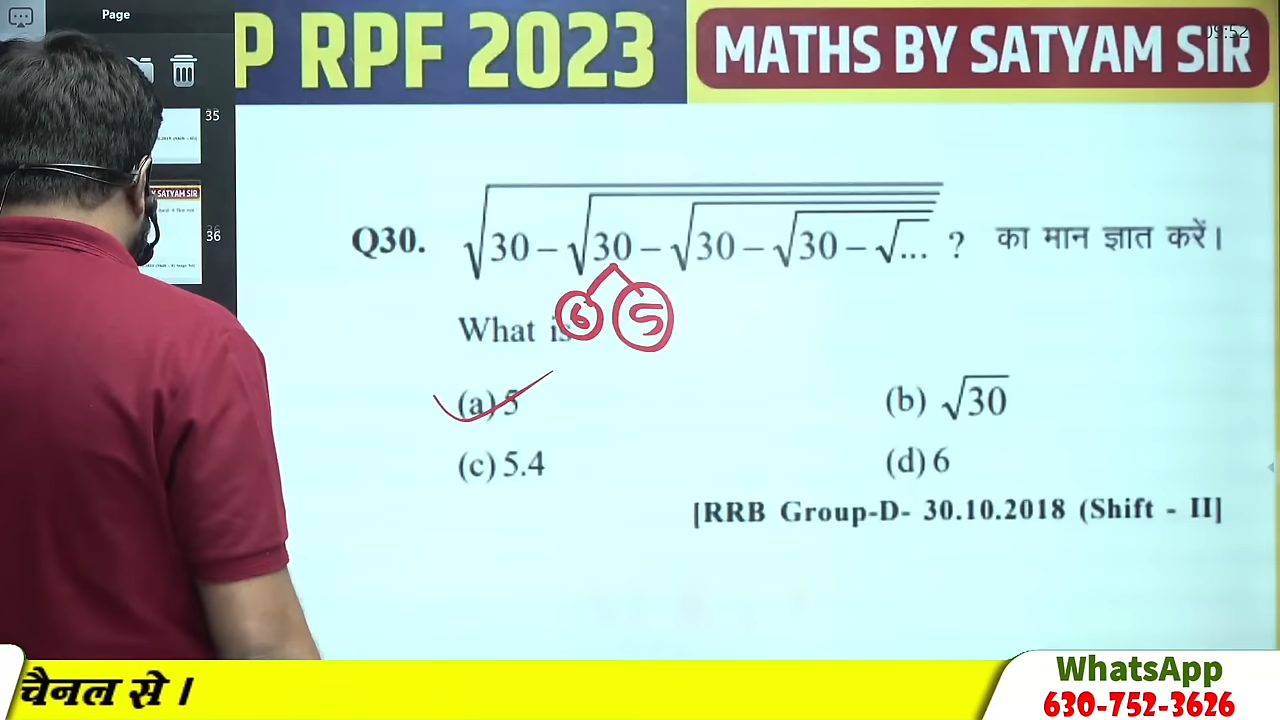 Page
P RPF 2023
MATHS BY SATYAM SIR
09:52
35
Y SATYAM SIR
36
Q30. √30 – √30 – √30 – √30 – √... ? का मान ज्ञात करें।
6 5
What is
(a) 5
(b) √30
(c) 5.4
(d) 6
[RRB Group-D- 30.10.2018 (Shift - II]
चैनल से ।
WhatsApp
630-752-3626